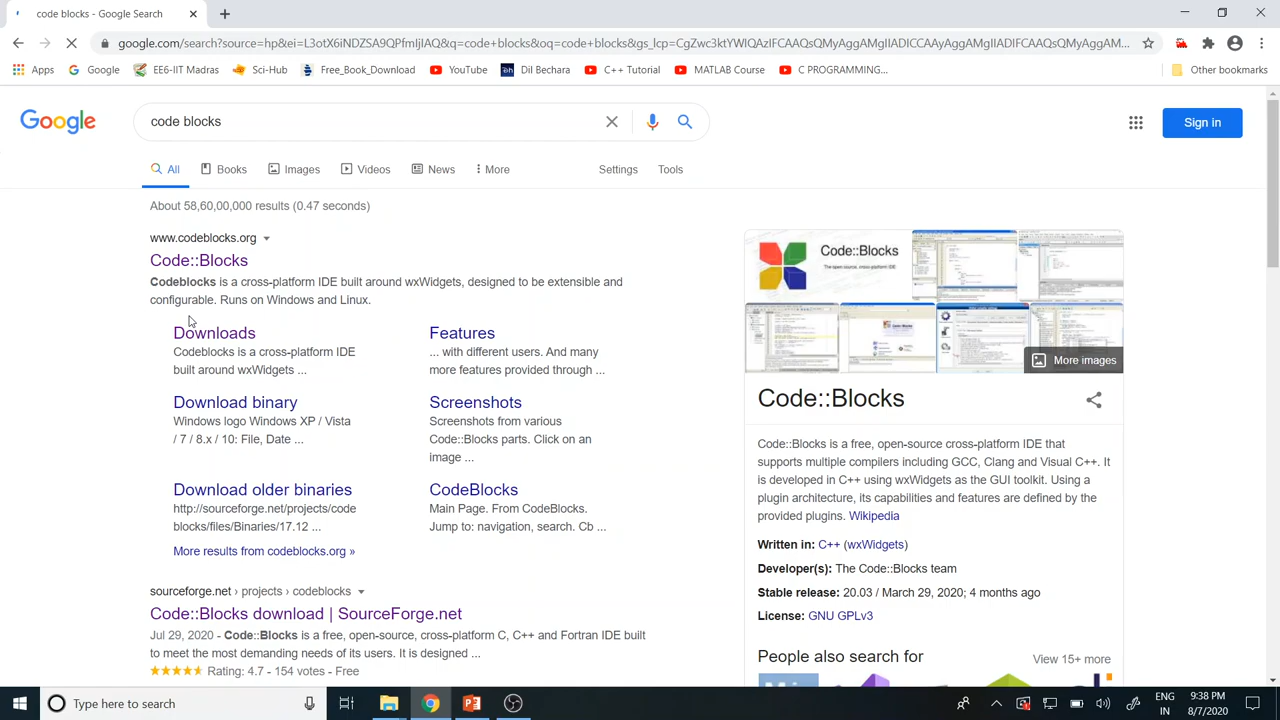 code blocks - Google Search
google.com/search?source=hp&ei=L3otX6iNDZSA9QPfmIjIAQ&q=code+blocks&oq=code+blocks&gs_lcp=CgZwc3ktYWIQAzIFCAAQsQMyAggAMgIIADICCAAyAggAMgIIADIFCAAQsQMyAggAMgIIADICCAAyAggAM...
Apps
Google
EE6-IIT Madras
Sci-Hub
Free_Book_Download
YouTube
Dil Bechara
C++ Tutorial
MATLAB Course
C PROGRAMMING...
Other bookmarks
Google
code blocks
Sign in
All
Books
Images
Videos
News
More
Settings
Tools
About 58,60,00,000 results (0.47 seconds)
www.codeblocks.org
Code::Blocks
Codeblocks is a cross-platform IDE built around wxWidgets, designed to be extensible and
configurable. Runs on Windows and
Downloads
Codeblocks is a cross-platform IDE
built around wxWidgets ...
Features
... with different users. And many
more features provided through ...
Download binary
Windows logo Windows XP / Vista
/ 7 / 8.x / 10: File, Date ...
Screenshots
Screenshots from various
Code::Blocks parts. Click on an
image ...
Download older binaries
http://sourceforge.net/projects/code
blocks/files/Binaries/17.12 ...
CodeBlocks
Main Page. From CodeBlocks.
Jump to: navigation, search. Cb ...
More results from codeblocks.org »
sourceforge.net › projects › codeblocks
Code::Blocks download | SourceForge.net
Jul 29, 2020 - Code::Blocks is a free, open-source, cross-platform C, C++ and Fortran IDE built
to meet the most demanding needs of its users. It is designed ...
Rating: 4.7 - 154 votes - Free
Code::Blocks
The open source, cross platform IDE
More images
Code::Blocks
Code::Blocks is a free, open-source cross-platform IDE that
supports multiple compilers including GCC, Clang and Visual C++. It
is developed in C++ using wxWidgets as the GUI toolkit. Using a
plugin architecture, its capabilities and features are defined by the
provided plugins. Wikipedia
Written in: C++ (wxWidgets)
Developer(s): The Code::Blocks team
Stable release: 20.03 / March 29, 2020; 4 months ago
License: GNU GPLv3
People also search for
View 15+ more
Type here to search
ENG
IN
9:38 PM
8/7/2020